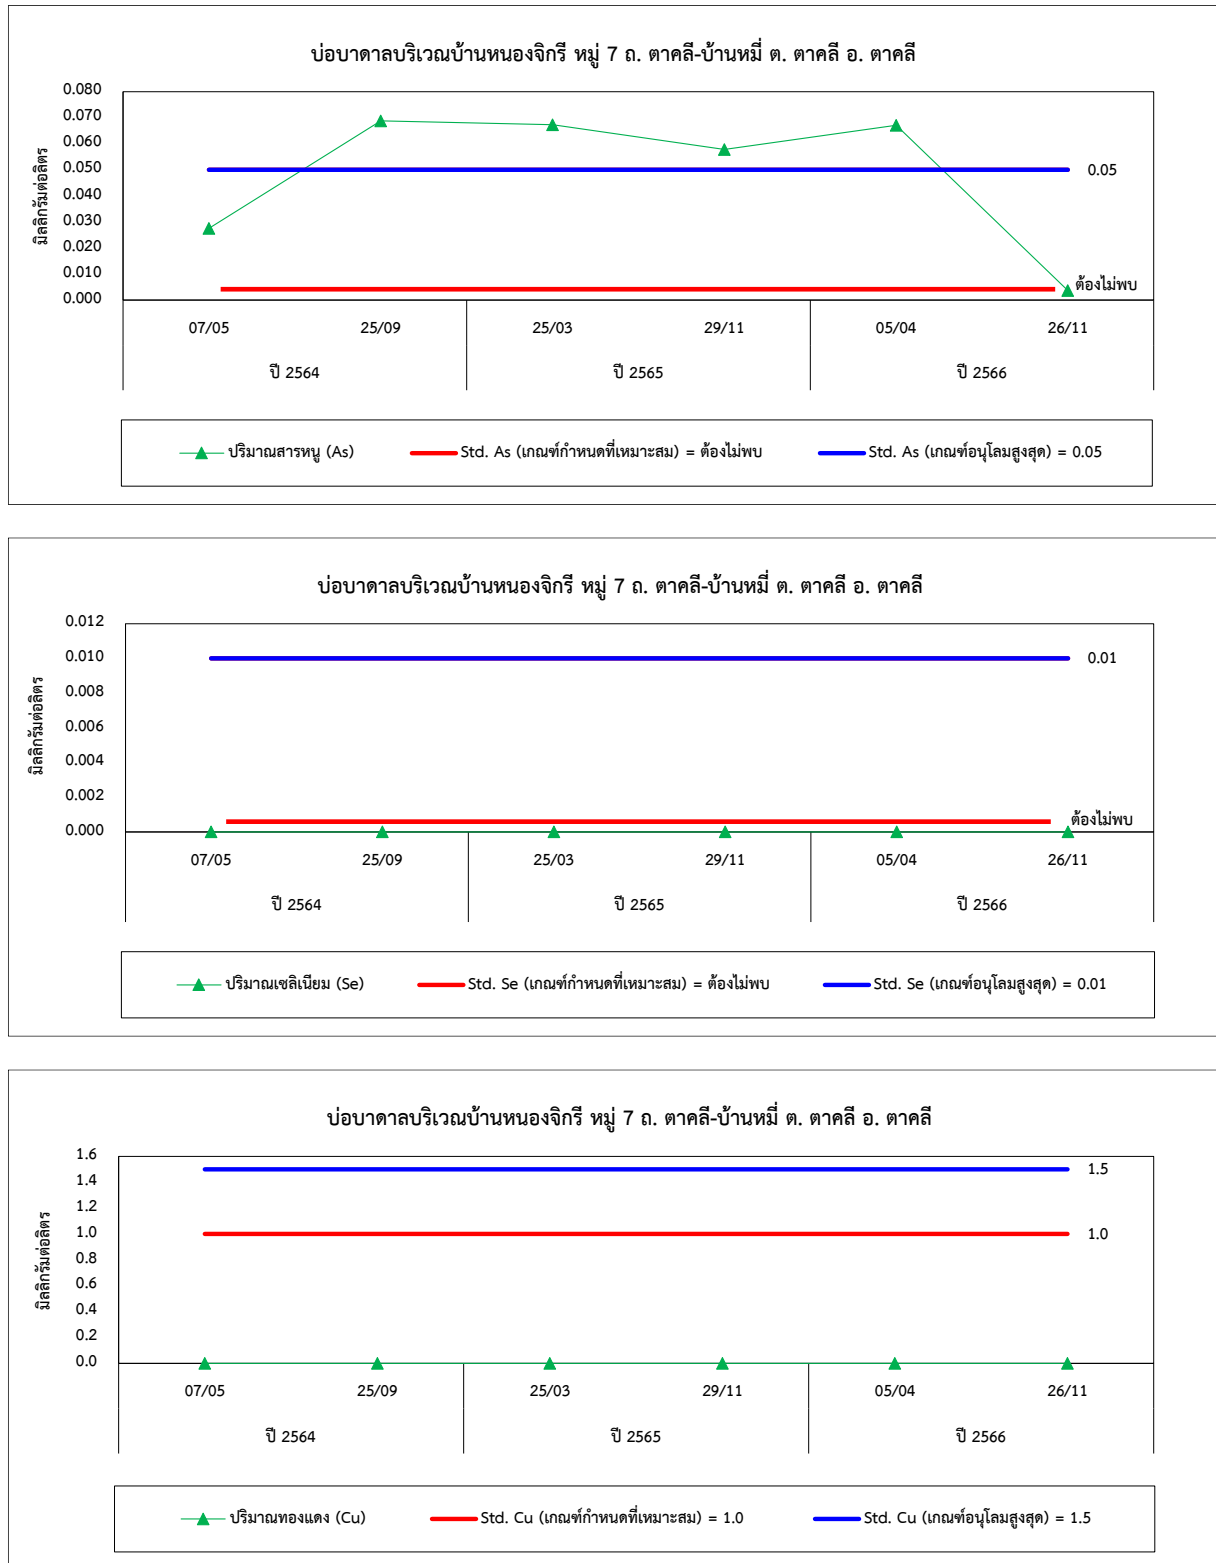 บ่อบาดาลบริเวณบ้านหนองจิกรี หมู่ 7 ถ. ตาคลี-บ้านหมี่ ต. ตาคลี อ. ตาคลี
มิลลิกรัมต่อลิตร
0.080
0.070
0.060
0.050
0.040
0.030
0.020
0.010
0.000
0.05
ต้องไม่พบ
07/05 25/09 25/03 29/11 05/04 26/11
ปี 2564 ปี 2565 ปี 2566
ปริมาณสารหนู (As) Std. As (เกณฑ์กำหนดที่เหมาะสม) = ต้องไม่พบ Std. As (เกณฑ์อนุโลมสูงสุด) = 0.05
บ่อบาดาลบริเวณบ้านหนองจิกรี หมู่ 7 ถ. ตาคลี-บ้านหมี่ ต. ตาคลี อ. ตาคลี
มิลลิกรัมต่อลิตร
0.012
0.010
0.008
0.006
0.004
0.002
0.000
0.01
ต้องไม่พบ
07/05 25/09 25/03 29/11 05/04 26/11
ปี 2564 ปี 2565 ปี 2566
ปริมาณเซลิเนียม (Se) Std. Se (เกณฑ์กำหนดที่เหมาะสม) = ต้องไม่พบ Std. Se (เกณฑ์อนุโลมสูงสุด) = 0.01
บ่อบาดาลบริเวณบ้านหนองจิกรี หมู่ 7 ถ. ตาคลี-บ้านหมี่ ต. ตาคลี อ. ตาคลี
มิลลิกรัมต่อลิตร
1.6
1.4
1.2
1.0
0.8
0.6
0.4
0.2
0.0
1.5
1.0
07/05 25/09 25/03 29/11 05/04 26/11
ปี 2564 ปี 2565 ปี 2566
ปริมาณทองแดง (Cu) Std. Cu (เกณฑ์กำหนดที่เหมาะสม) = 1.0 Std. Cu (เกณฑ์อนุโลมสูงสุด) = 1.5